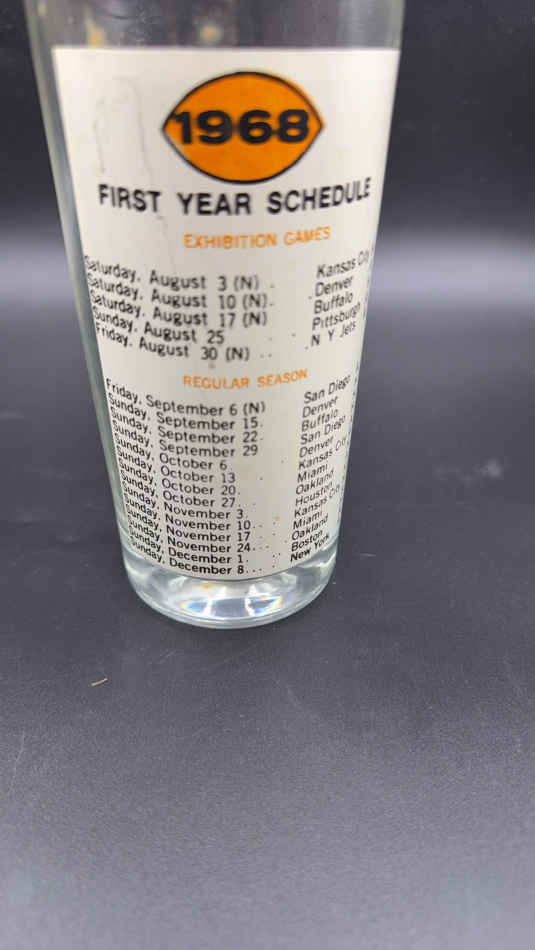 1968
FIRST YEAR SCHEDULE
EXHIBITION GAMES
Saturday, August 3 (N) . Kansas City
Saturday, August 10 (N). Denver
Saturday, August 17 (N) Buffalo
Sunday, August 25 . . Pittsburgh
Friday, August 30 (N) .. . N Y Jets
REGULAR SEASON
Friday, September 6 (N) San Diego
Sunday, September 15. Denver
Sunday, September 22. Buffalo
Sunday, September 29 San Diego
Sunday, October 6 Denver
Sunday, October 13 . Kansas City
Sunday, October 20. Miami
Sunday, October 27. Oakland
Sunday, November 3. Houston
Sunday, November 10... Kansas City
Sunday, November 17 . Miami
Sunday, November 24... Oakland
Sunday, December 1. Boston
Sunday, December 8.... New York